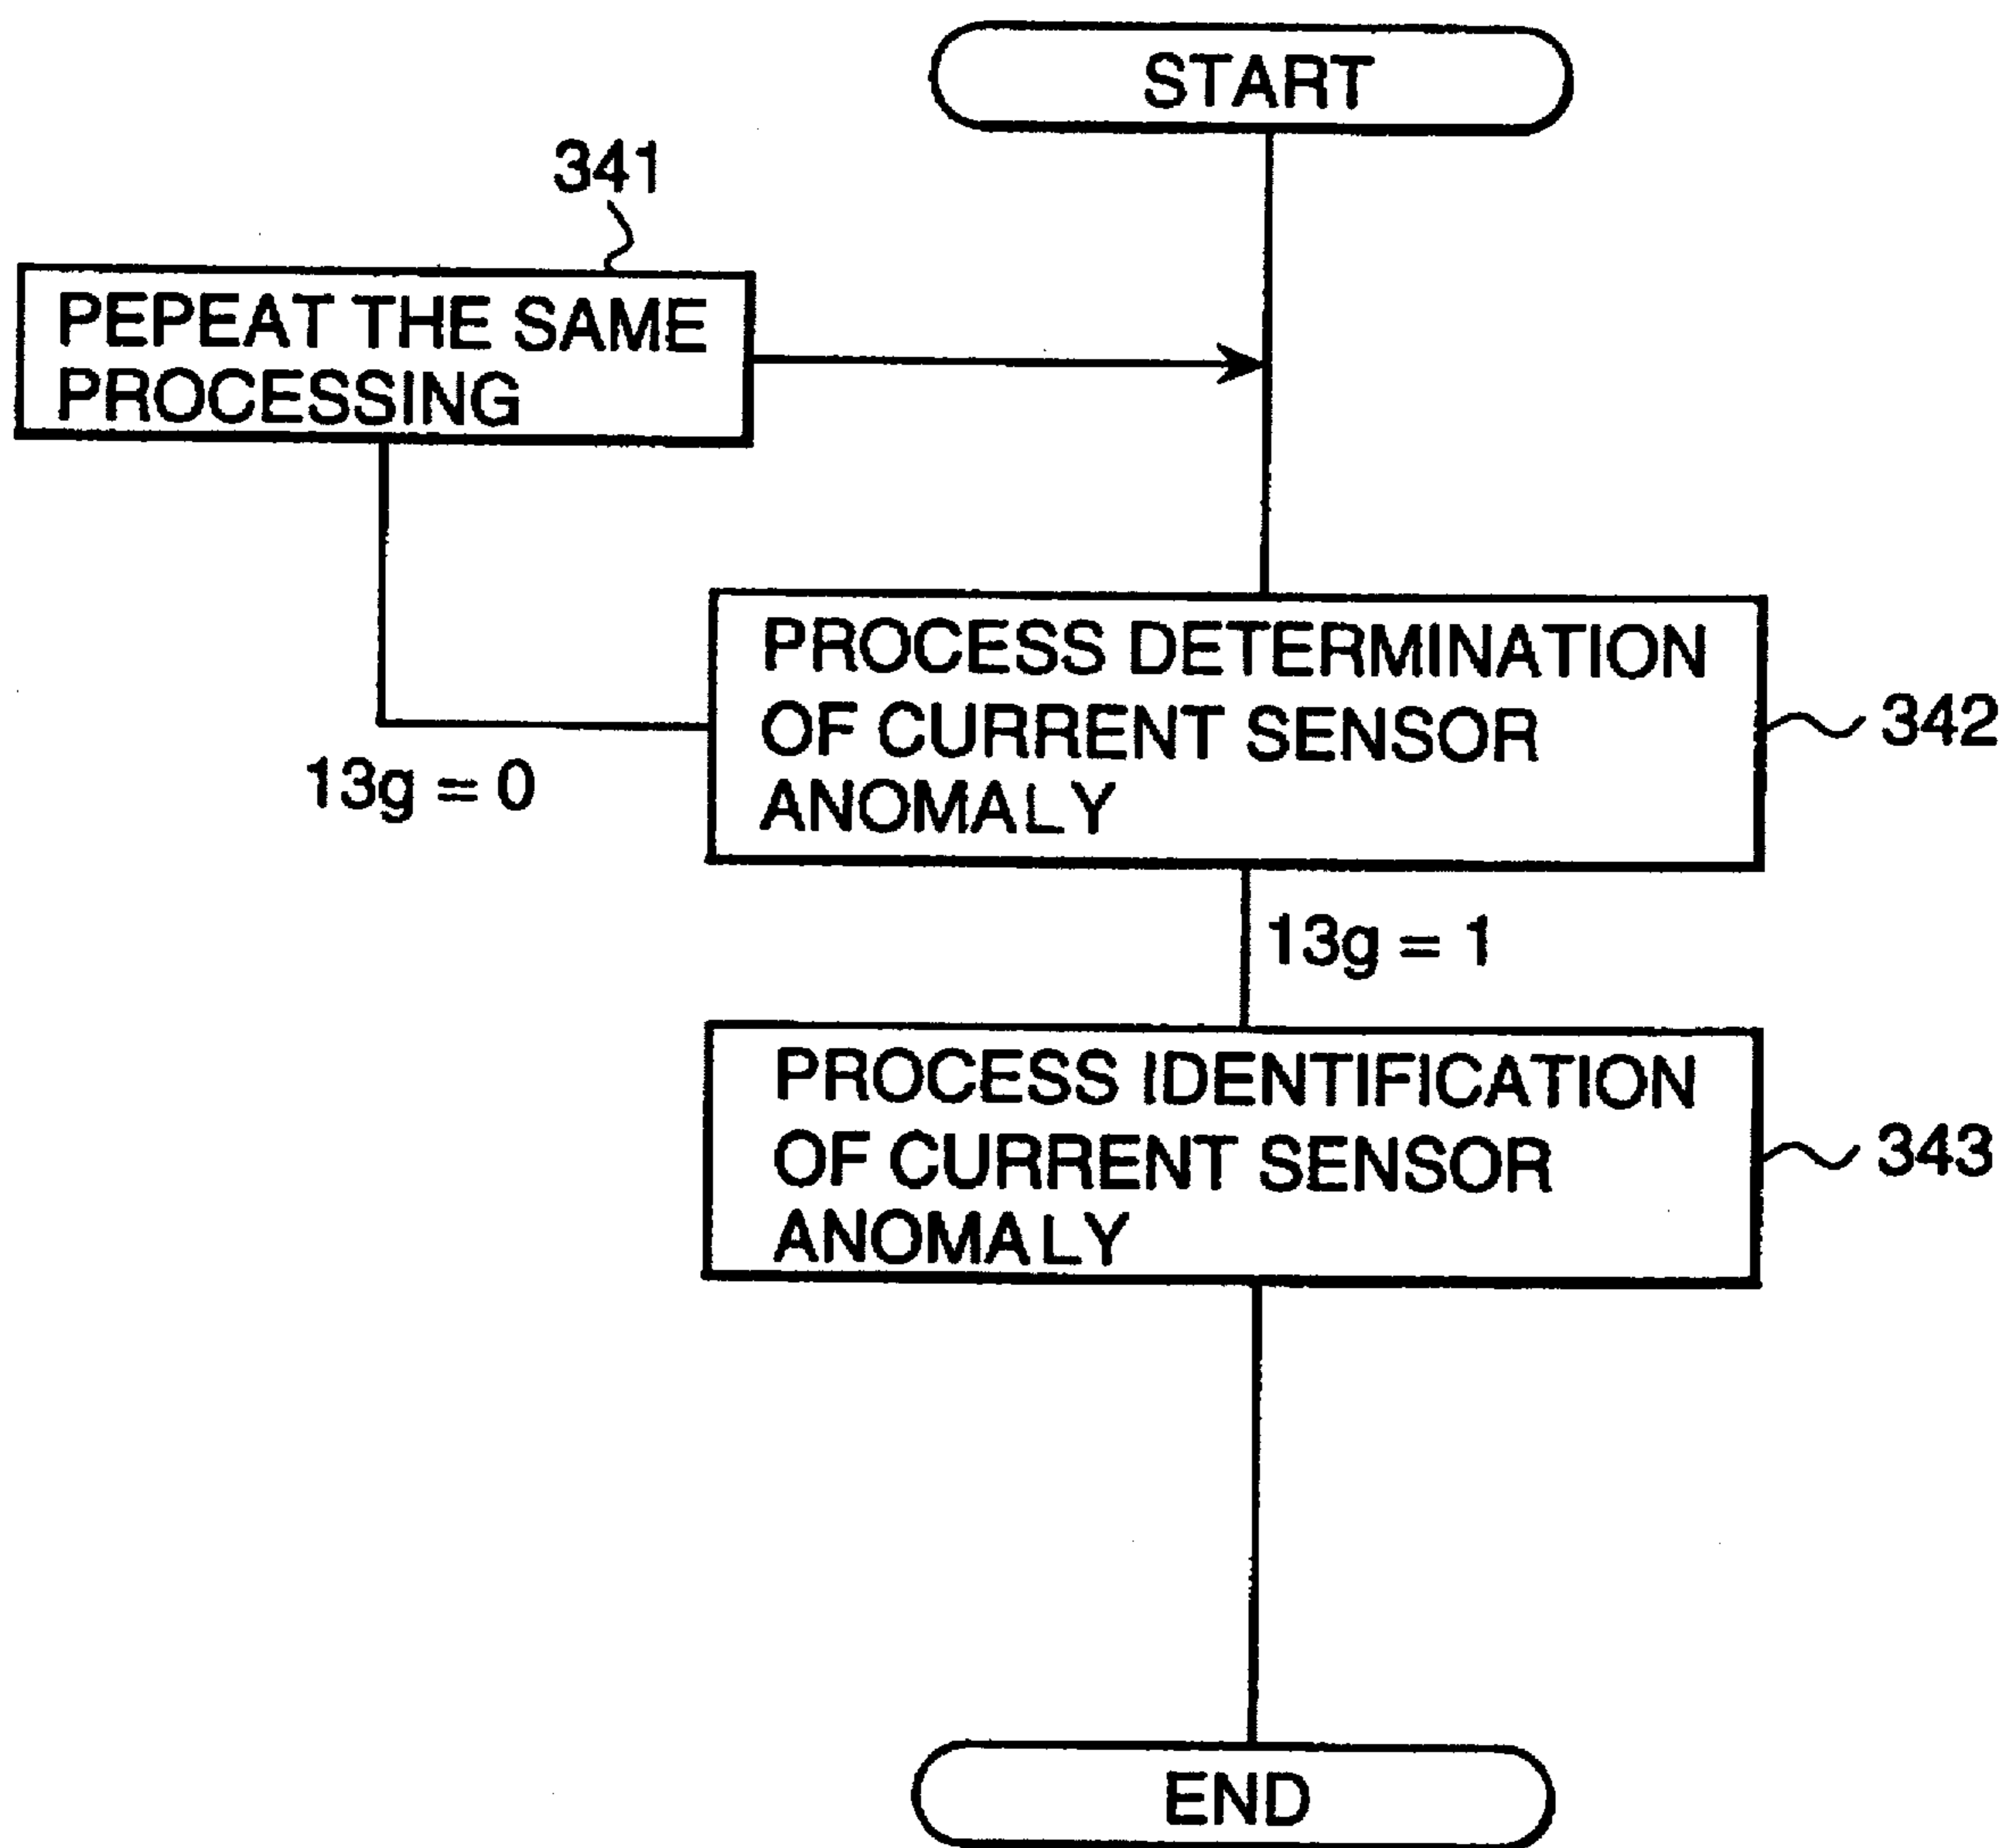 START
341
PEPEAT THE SAME
PROCESSING
PROCESS DETERMINATION
OF CURRENT SENSOR
ANOMALY
342
13g = 0
13g = 1
PROCESS IDENTIFICATION
OF CURRENT SENSOR
ANOMALY
343
END